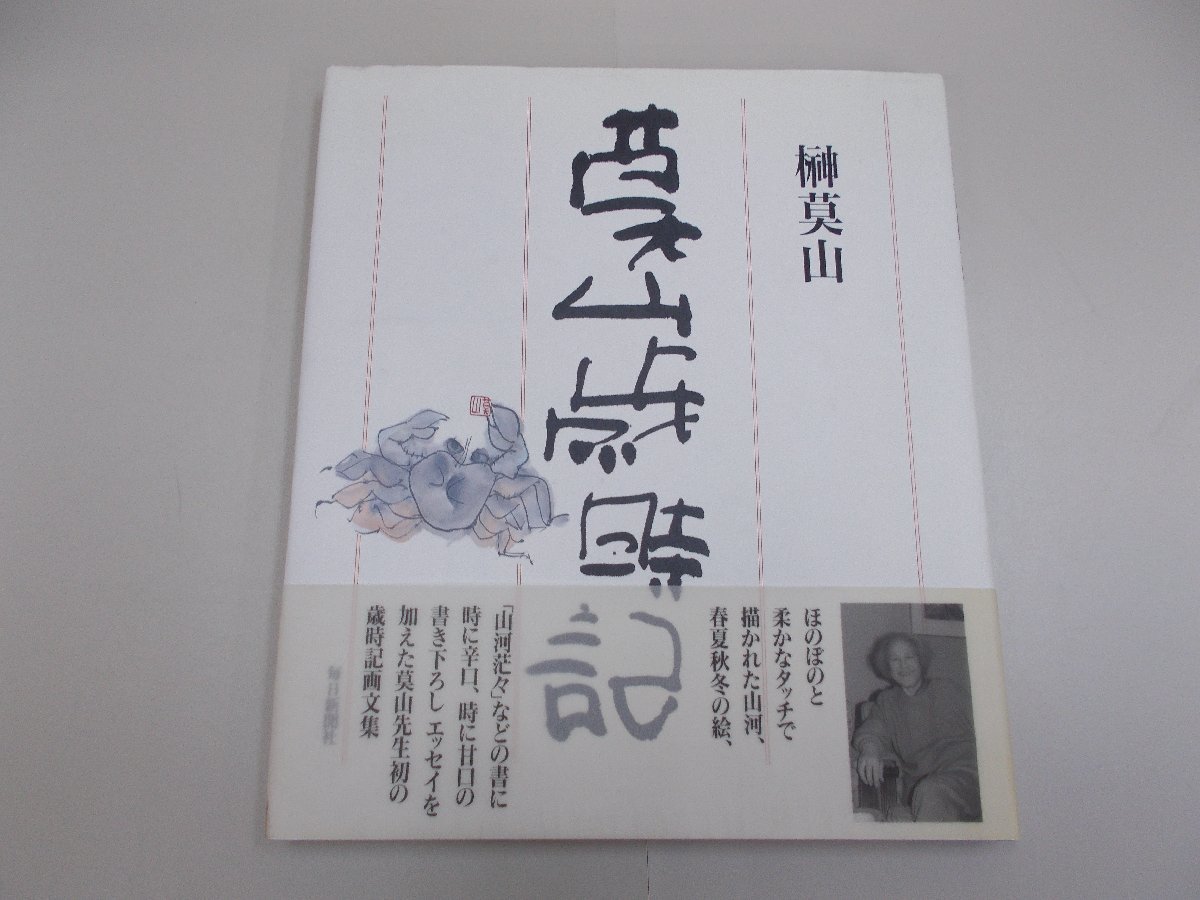 榊莫山
莫山歳時記
莫山
ほのぼのと
柔かなタッチで
描かれた山河、
春夏秋冬の絵、
「山河茫々」などの書に
時に辛口、時に甘口の
書き下ろしエッセイを
加えた莫山先生初の
歳時記画文集
毎日新聞社